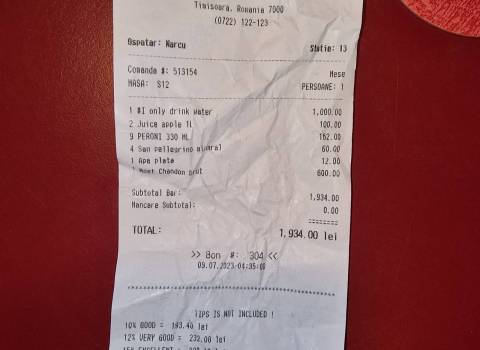 Timisoara, Romania 7000
(0722) 122-123
Ospatar: Marcu Statie: 13
Comanda #: 513154 Mese
MASA: S12 PERSOANE: 1
1 #I only drink water 1,000.00
2 Juice apple 1L 100.00
9 PERONI 330 ML 162.00
4 San pellegrino mineral 60.00
1 Apa plata 12.00
1 Moet Chandon brut 600.00
Subtotal Bar: 1,934.00
Mancare Subtotal: 0.00
========
TOTAL: 1,934.00 lei
>> Bon #: 304 <<
09.07.2023 04:35:06
TIPS IS NOT INCLUDED !
10% GOOD = 193.40 lei
12% VERY GOOD = 232.08 lei
15% EXCELLENT =